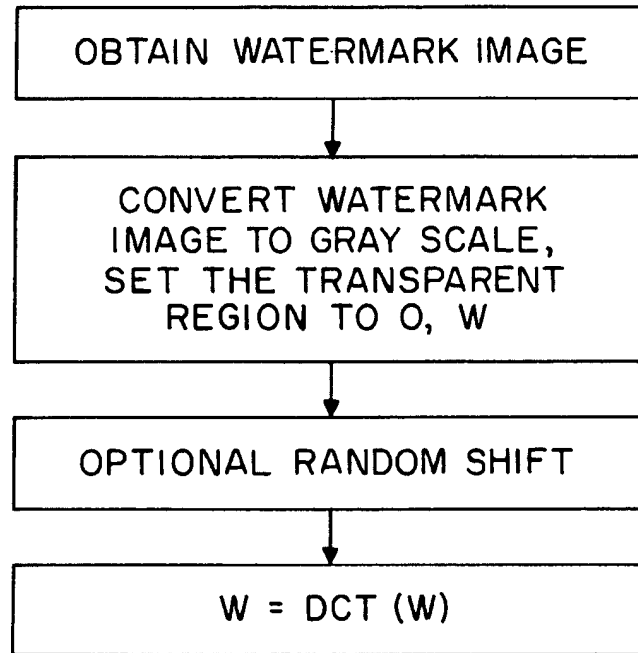 OBTAIN WATERMARK IMAGE
CONVERT WATERMARK
IMAGE TO GRAY SCALE,
SET THE TRANSPARENT
REGION TO O, W
OPTIONAL RANDOM SHIFT
W = DCT (W)